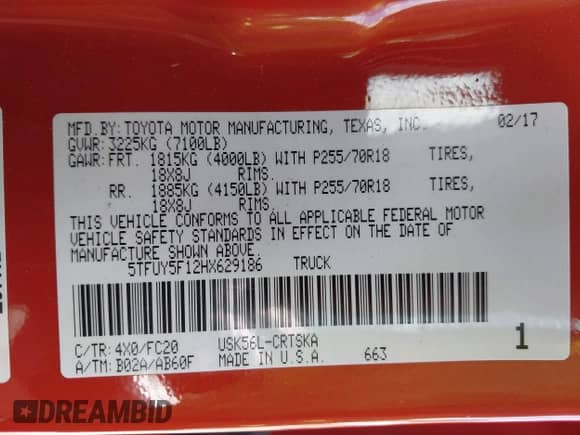 MFD.BY:TOYOTA MOTOR MANUFACTURING, TEXAS, INC. 02/17
GVWR:3225KG (7100LB)
GAWR:FRT. 1815KG (4000LB) WITH P255/70R18 TIRES,
18X8J RIMS.
RR. 1885KG (4150LB) WITH P255/70R18 TIRES,
18X8J RIMS.
THIS VEHICLE CONFORMS TO ALL APPLICABLE FEDERAL MOTOR
VEHICLE SAFETY STANDARDS IN EFFECT ON THE DATE OF
MANUFACTURE SHOWN ABOVE
5TFUY5F12HX629186 TRUCK
C/TR:4X0/FC20 USK56L-CRTSKA 1
A/TM:B02A/AB60F MADE IN U.S.A. 663
DREAMBID